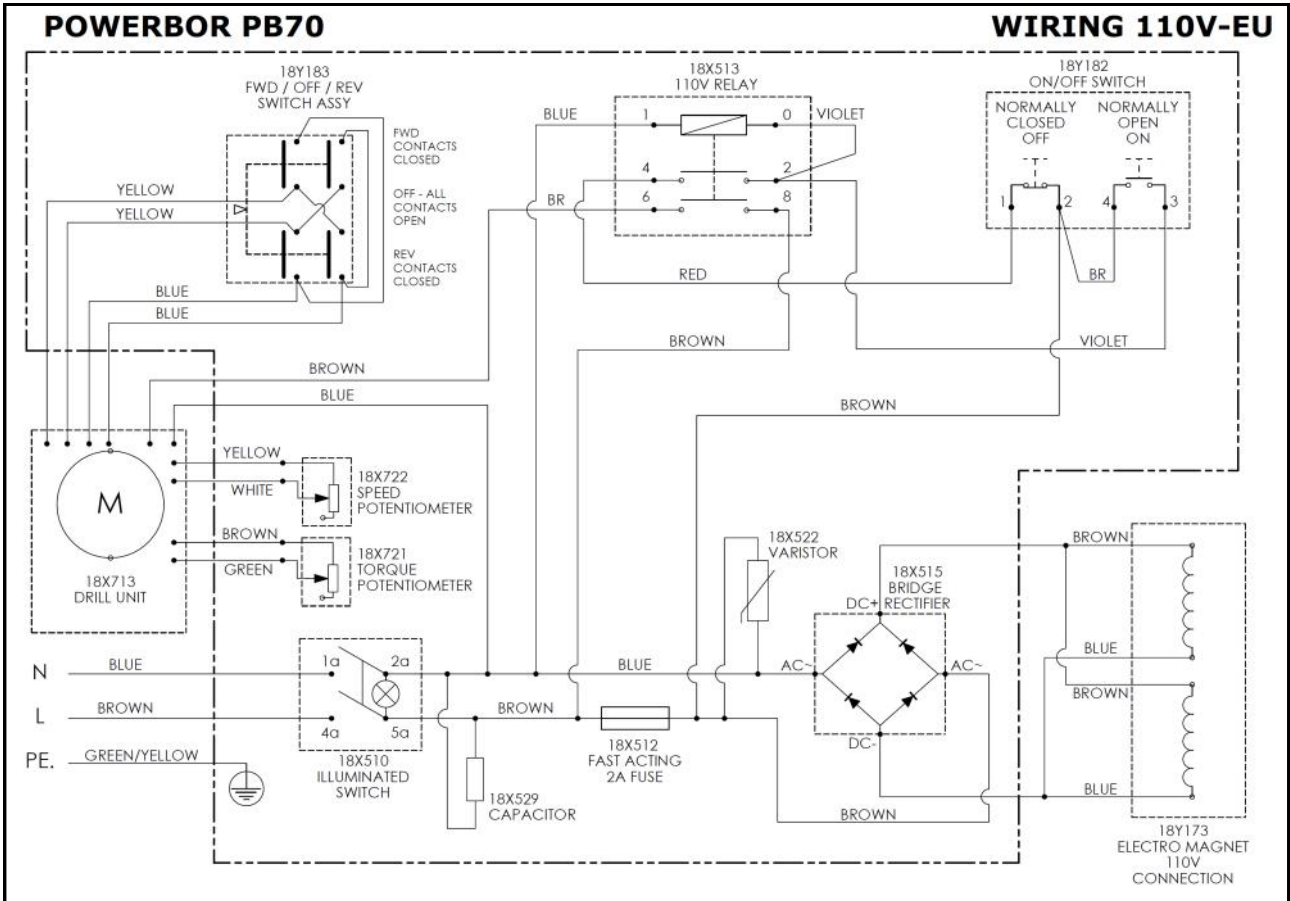 POWERBOR PB70
WIRING 110V-EU
18Y183
FWD / OFF / REV
SWITCH ASSY
FWD
CONTACTS
CLOSED
OFF - ALL
CONTACTS
OPEN
REV
CONTACTS
CLOSED
YELLOW
YELLOW
BLUE
BLUE
18X513
110V RELAY
BLUE
1
0
VIOLET
4
2
BR
6
8
RED
18Y182
ON/OFF SWITCH
NORMALLY
CLOSED
OFF
NORMALLY
OPEN
ON
1
2
4
3
BR
VIOLET
BROWN
BROWN
BLUE
BROWN
M
18X713
DRILL UNIT
YELLOW
WHITE
18X722
SPEED
POTENTIOMETER
BROWN
GREEN
18X721
TORQUE
POTENTIOMETER
N
BLUE
L
BROWN
PE.
GREEN/YELLOW
1a
2a
4a
5a
18X510
ILLUMINATED
SWITCH
BLUE
BROWN
18X529
CAPACITOR
18X512
FAST ACTING
2A FUSE
18X522
VARISTOR
18X515
BRIDGE
RECTIFIER
DC+
AC~
AC~
DC-
BROWN
BROWN
BLUE
BROWN
BLUE
18Y173
ELECTRO MAGNET
110V
CONNECTION